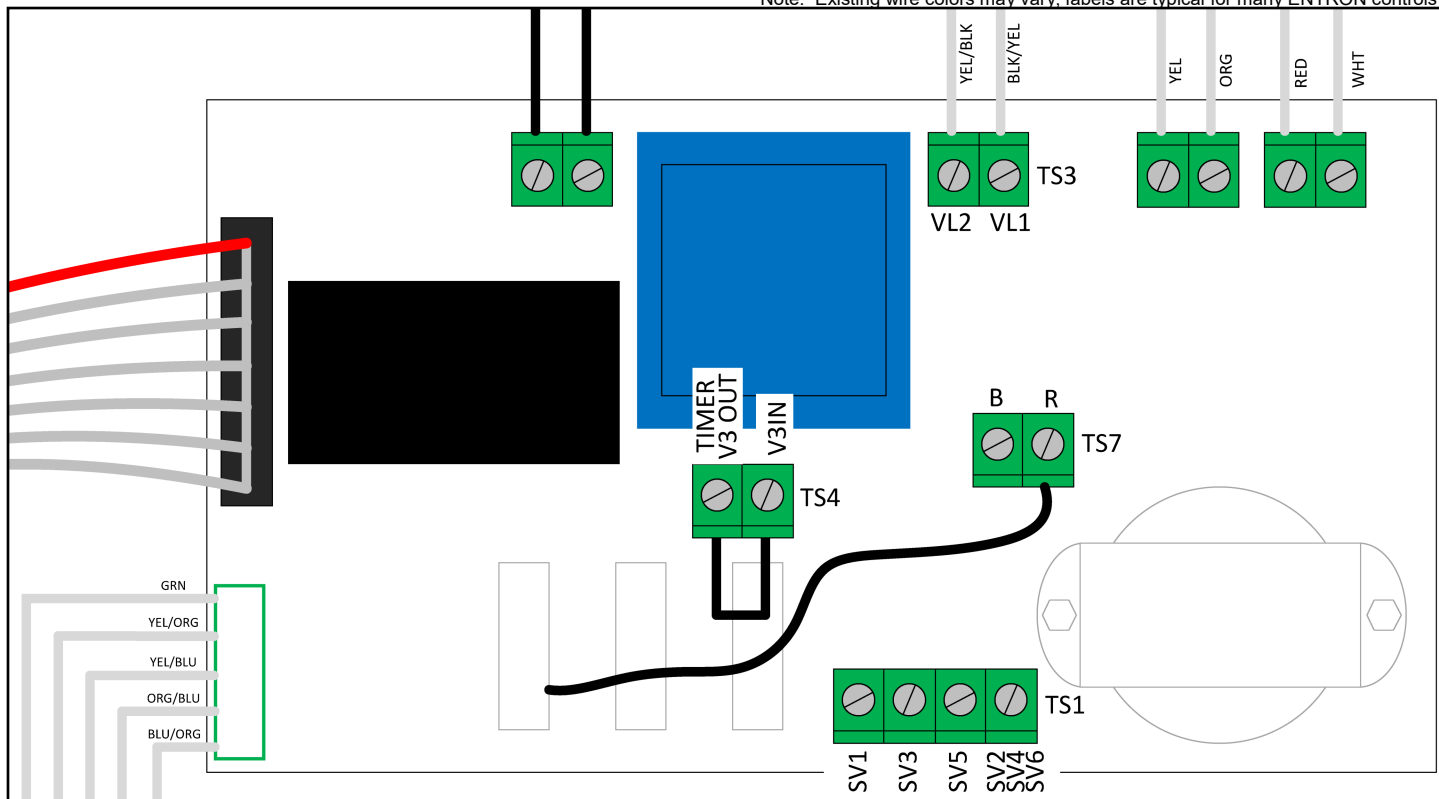 Note: Existing wire colors may vary, labels are typical for many ENTRON controls
YEL/BLK
BLK/YEL
YEL
ORG
RED
WHT
TS3
VL2
VL1
TIMER
V3 OUT
V3IN
B
R
TS7
TS4
GRN
YEL/ORG
YEL/BLU
ORG/BLU
BLU/ORG
TS1
SV1
SV3
SV5
SV2
SV4
SV6